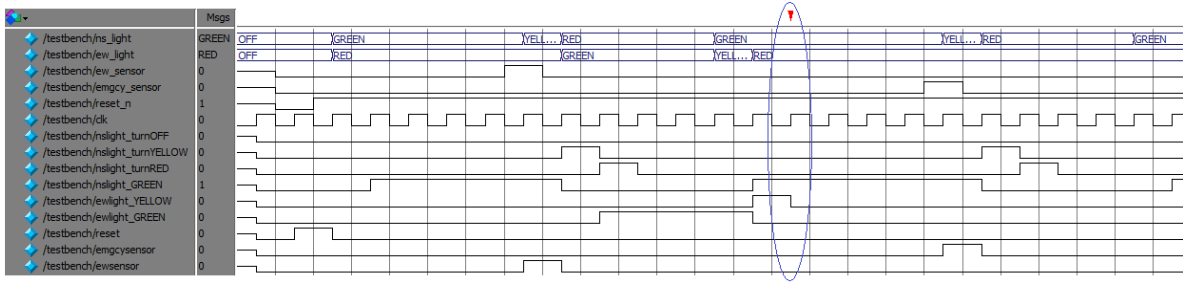 Msgs
/testbench/ns_light GREEN OFF GREEN YELL... RED GREEN YELL... RED GREEN
/testbench/ew_light RED OFF RED GREEN YELL... RED
/testbench/ew_sensor 0
/testbench/emgcy_sensor 0
/testbench/reset_n 1
/testbench/clk 0
/testbench/nslight_turnOFF 0
/testbench/nslight_turnYELLOW 0
/testbench/nslight_turnRED 0
/testbench/nslight_GREEN 1
/testbench/ewlight_YELLOW 0
/testbench/ewlight_GREEN 0
/testbench/reset 0
/testbench/emgcysensor 0
/testbench/ewsensor 0